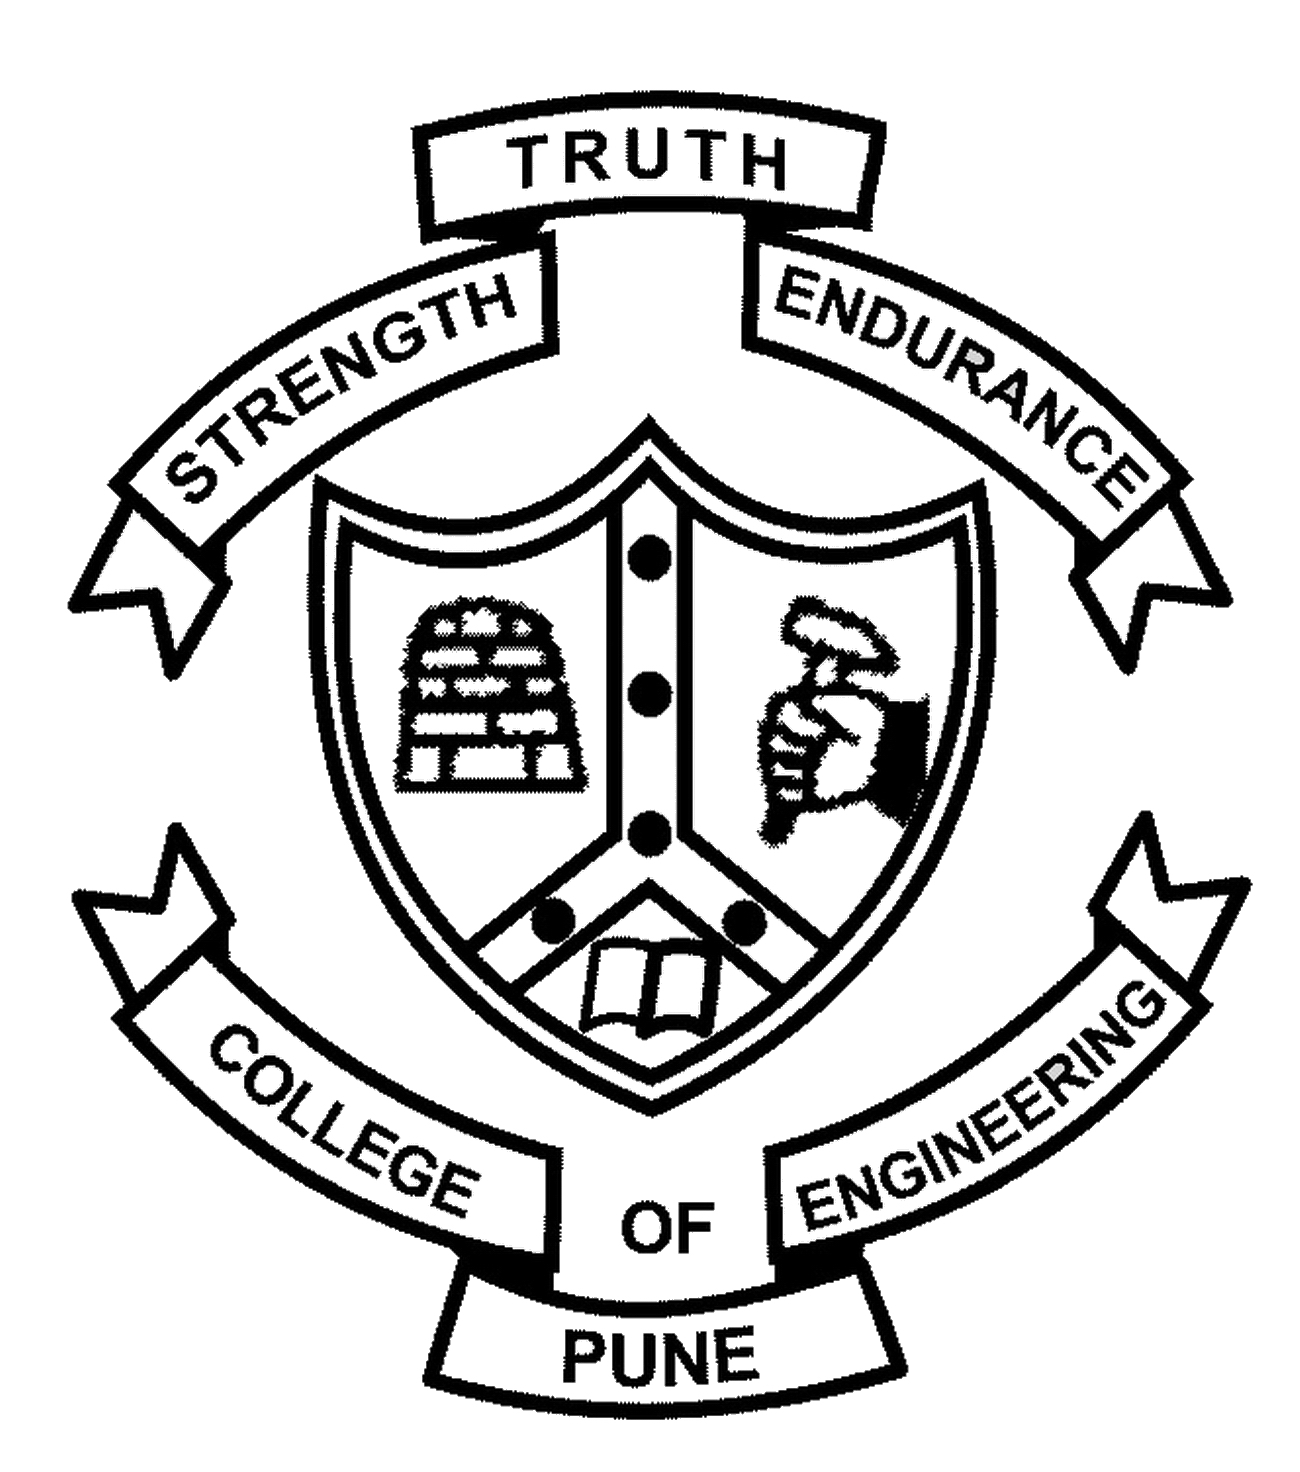 STRENGTH
TRUTH
ENDURANCE
COLLEGE
OF
ENGINEERING
PUNE